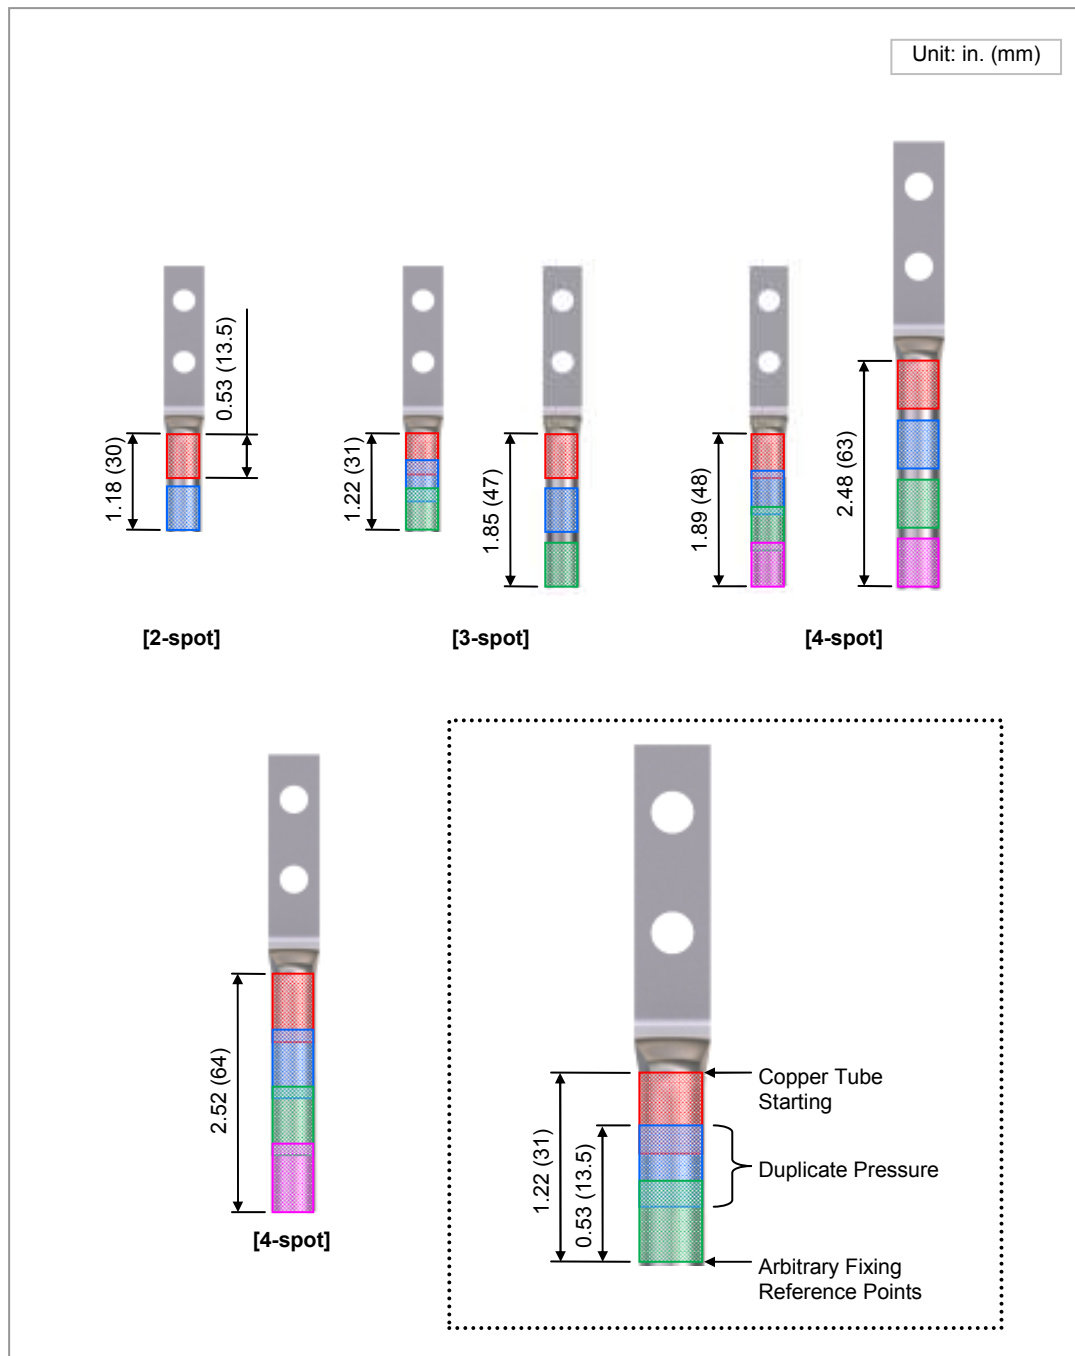 Unit: in. (mm)
0.53 (13.5)
1.18 (30)
1.22 (31)
1.85 (47)
1.89 (48)
2.48 (63)
[2-spot]
[3-spot]
[4-spot]
2.52 (64)
[4-spot]
1.22 (31)
0.53 (13.5)
Copper Tube
Starting
Duplicate Pressure
Arbitrary Fixing
Reference Points